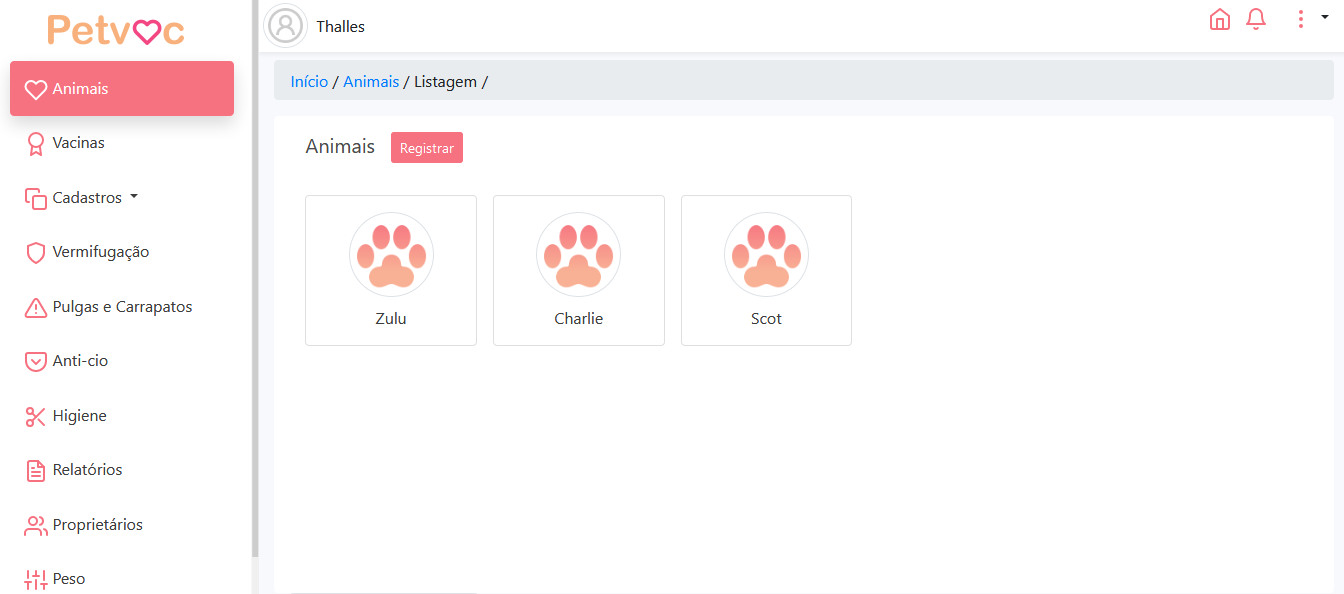 Petvoc
Thalles
Animais
Vacinas
Cadastros
Vermifugação
Pulgas e Carrapatos
Anti-cio
Higiene
Relatórios
Proprietários
Peso
Início / Animais / Listagem /
Animais Registrar
Zulu Charlie Scot